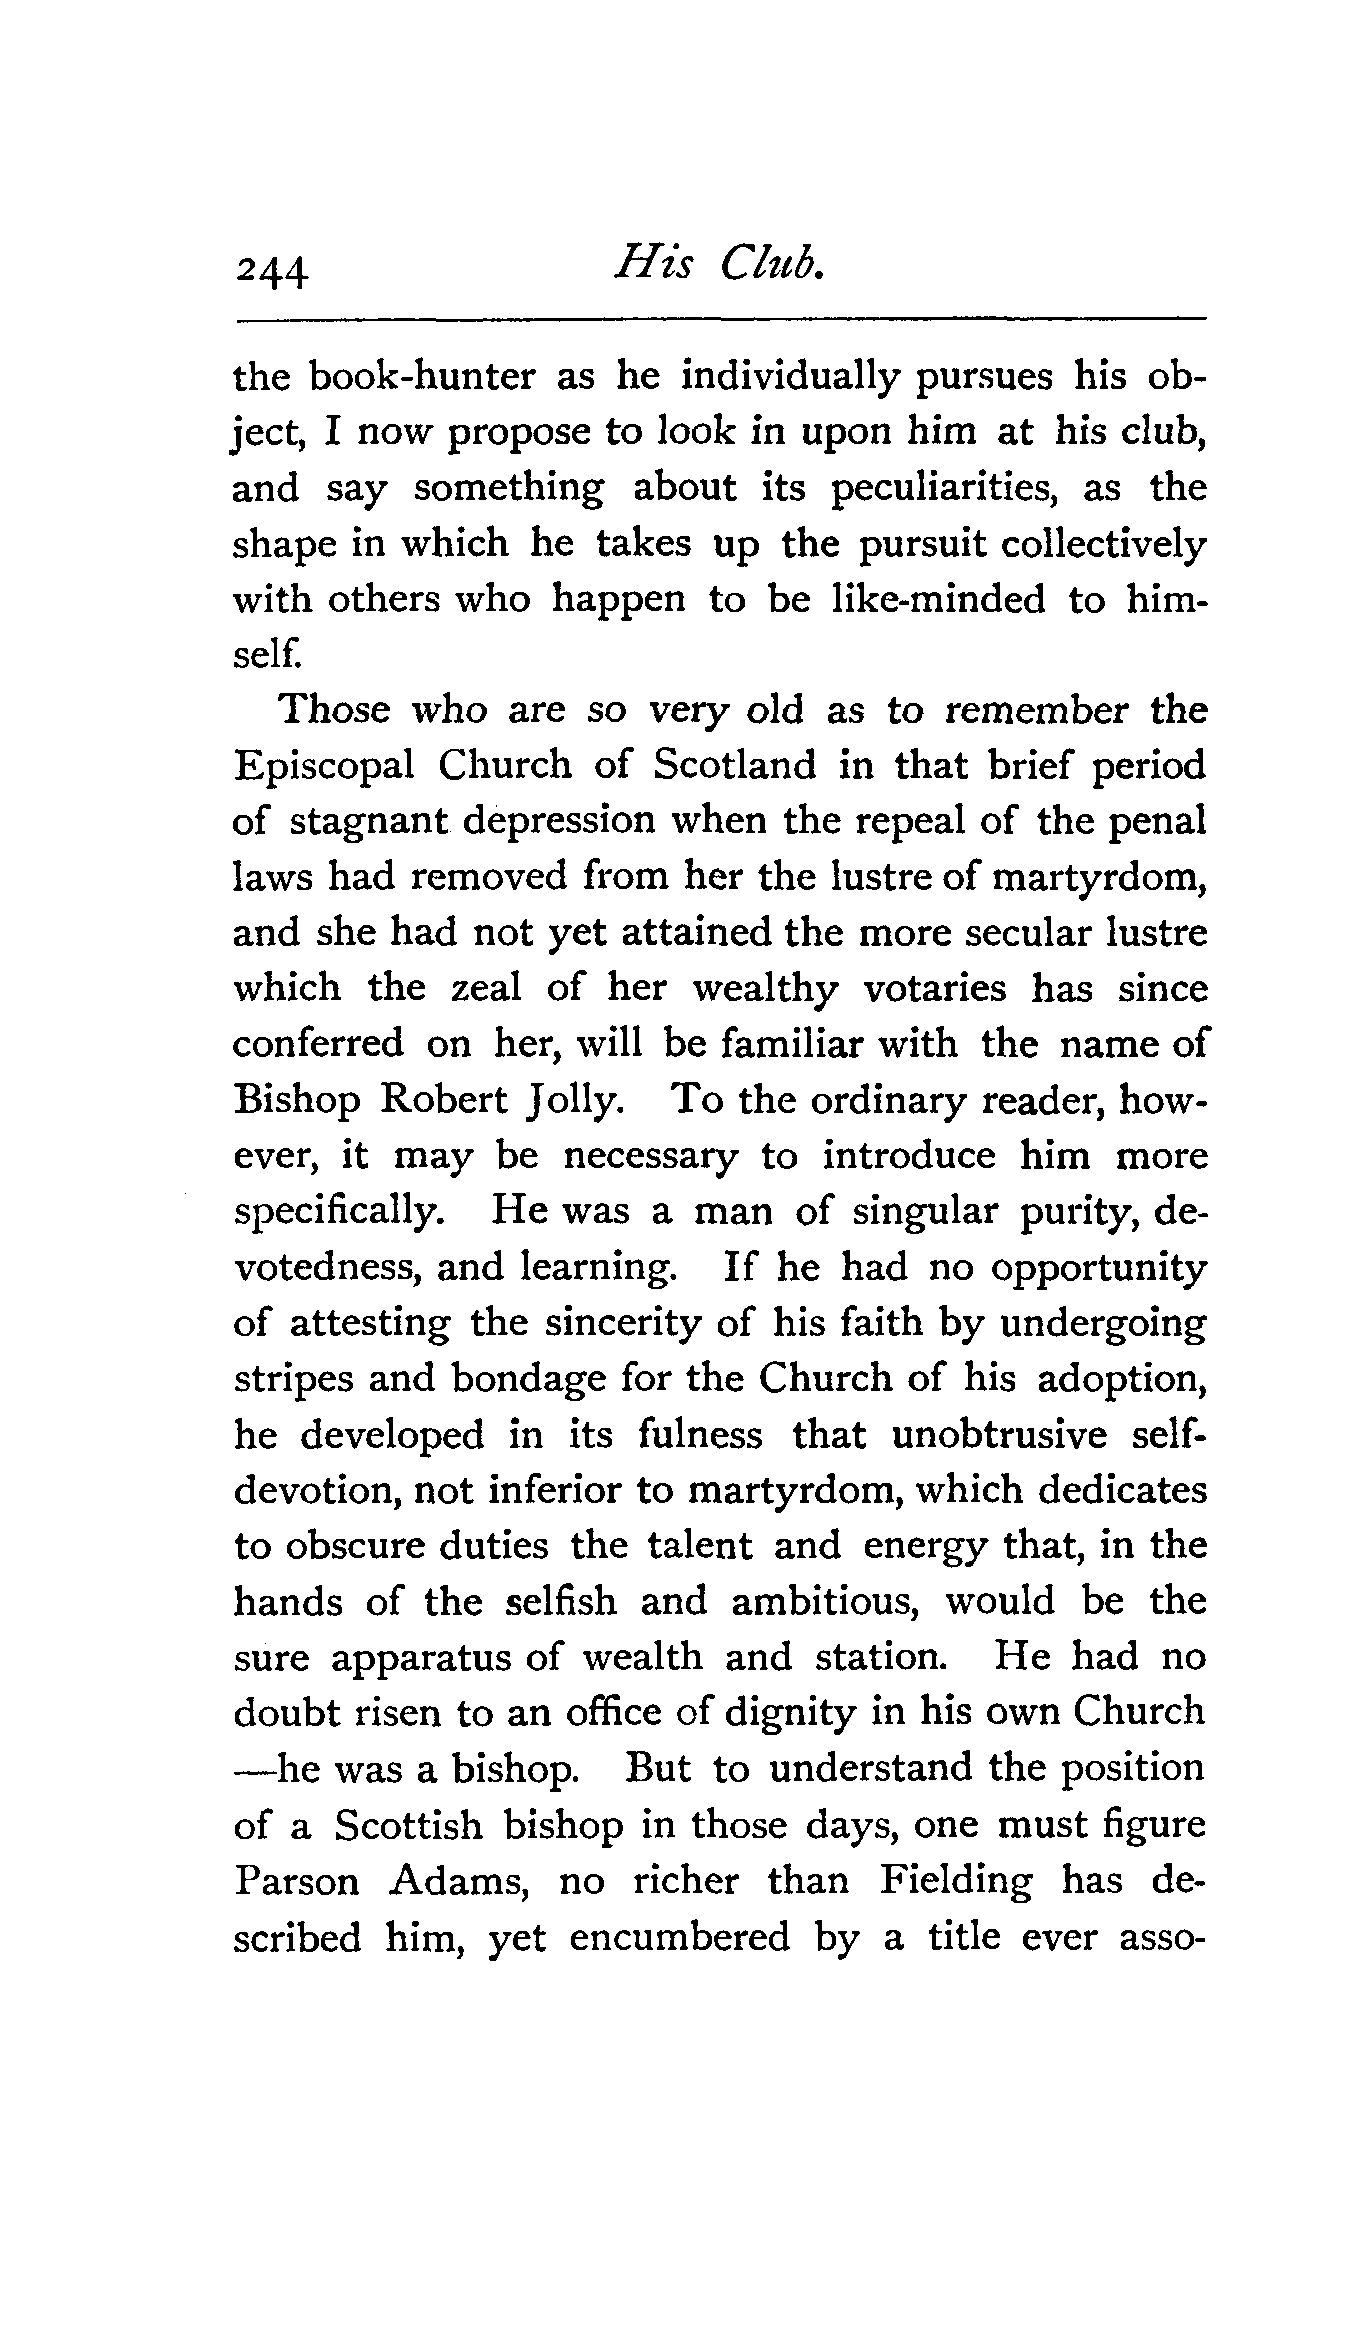 244 His Club.
the book-hunter as he individually pursues his ob-
ject, I now propose to look in upon him at his club,
and say something about its peculiarities, as the
shape in which he takes up the pursuit collectively
with others who happen to be like-minded to him-
self.
Those who are so very old as to remember the
Episcopal Church of Scotland in that brief period
of stagnant depression when the repeal of the penal
laws had removed from her the lustre of martyrdom,
and she had not yet attained the more secular lustre
which the zeal of her wealthy votaries has since
conferred on her, will be familiar with the name of
Bishop Robert Jolly. To the ordinary reader, how-
ever, it may be necessary to introduce him more
specifically. He was a man of singular purity, de-
votedness, and learning. If he had no opportunity
of attesting the sincerity of his faith by undergoing
stripes and bondage for the Church of his adoption,
he developed in its fulness that unobtrusive self-
devotion, not inferior to martyrdom, which dedicates
to obscure duties the talent and energy that, in the
hands of the selfish and ambitious, would be the
sure apparatus of wealth and station. He had no
doubt risen to an office of dignity in his own Church
—he was a bishop. But to understand the position
of a Scottish bishop in those days, one must figure
Parson Adams, no richer than Fielding has de-
scribed him, yet encumbered by a title ever asso-